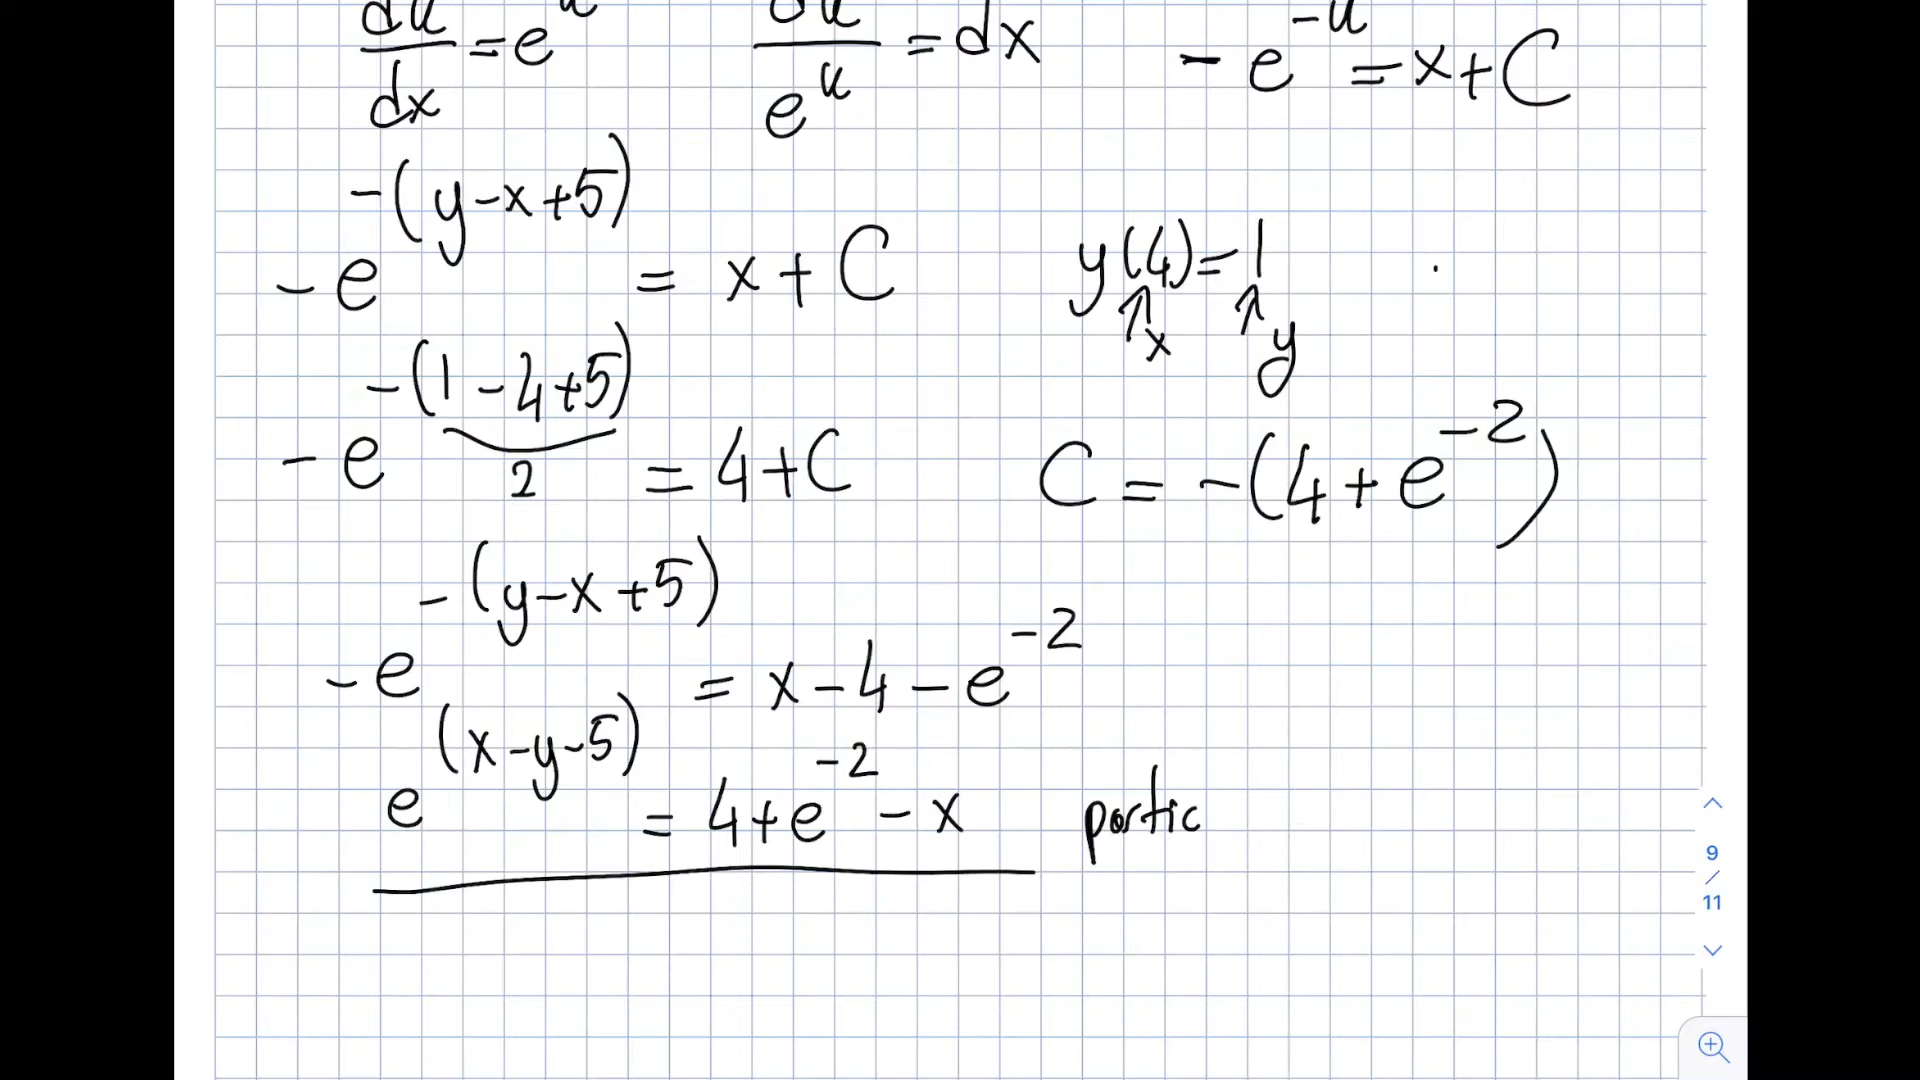 du/dx = e^u    du/e^u = dx    -e^-u = x+C
-e^-(y-x+5) = x+C    y(4)=1
↑x ↑y
-e^-(1-4+5) = 4+C    C = -(4+e^-2)
2
-e^-(y-x+5) = x-4-e^-2
e^(x-y-5) = 4+e^-2-x    partic
9
/
11